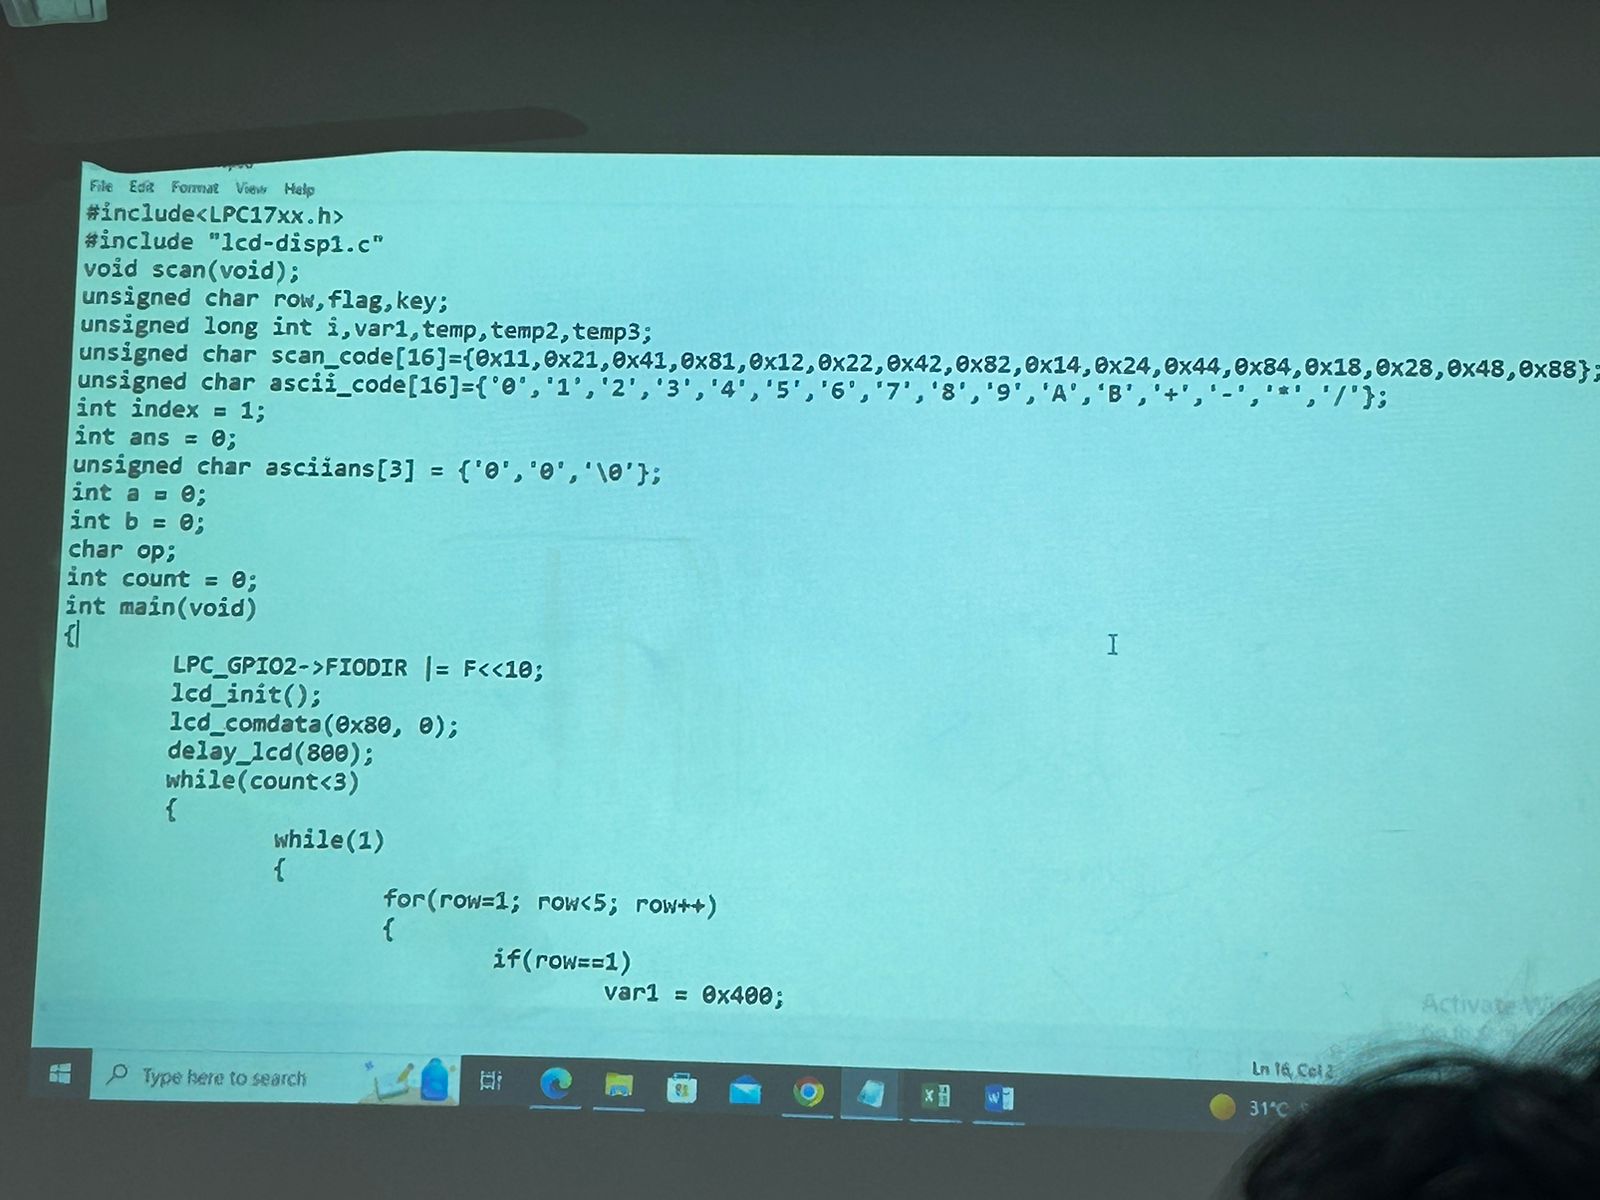 File Edit Format View Help
#include<LPC17xx.h>
#include "lcd-disp1.c"
void scan(void);
unsigned char row,flag,key;
unsigned long int i,var1,temp,temp2,temp3;
unsigned char scan_code[16]={0x11,0x21,0x41,0x81,0x12,0x22,0x42,0x82,0x14,0x24,0x44,0x84,0x18,0x28,0x48,0x88};
unsigned char ascii_code[16]={'0','1','2','3','4','5','6','7','8','9','A','B','+','-','*','/'};
int index = 1;
int ans = 0;
unsigned char asciians[3] = {'0','0','\0'};
int a = 0;
int b = 0;
char op;
int count = 0;
int main(void)
{
LPC_GPIO2->FIODIR |= F<<10;
lcd_init();
lcd_comdata(0x80, 0);
delay_lcd(800);
while(count<3)
{
while(1)
{
for(row=1; row<5; row++)
{
if(row==1)
var1 = 0x400;
Activate
Ln 16, Col 2
Type here to search
31°C